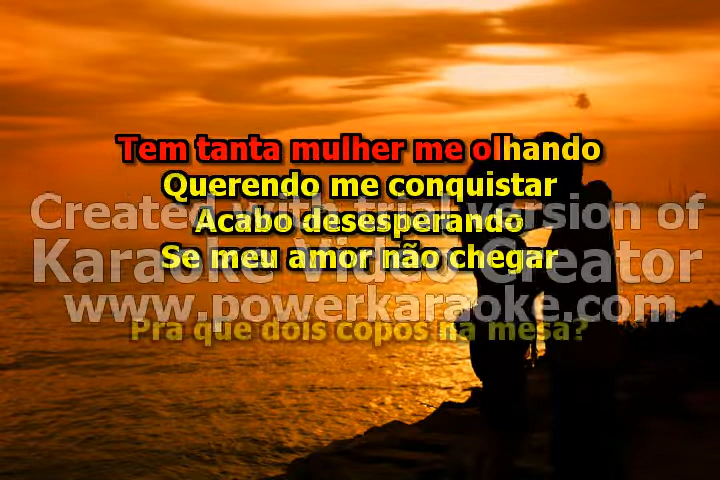 Tem tanta mulher me olhando
Querendo me conquistar
Created with trial version of
Acabo desesperando
Karaoke Video Creator
Se meu amor não chegar
www.powerkaraoke.com
Pra que dois copos na mesa?